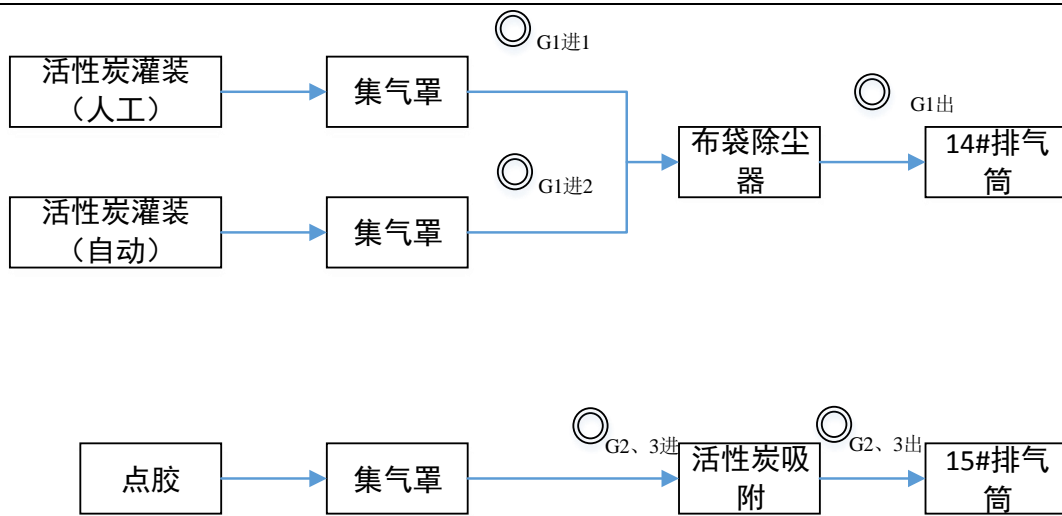 G1进1
活性炭灌装
（人工）
集气罩
G1出
布袋除尘
器
14#排气
筒
G1进2
活性炭灌装
（自动）
集气罩
G2、3进
G2、3出
点胶
集气罩
活性炭吸
附
15#排气
筒